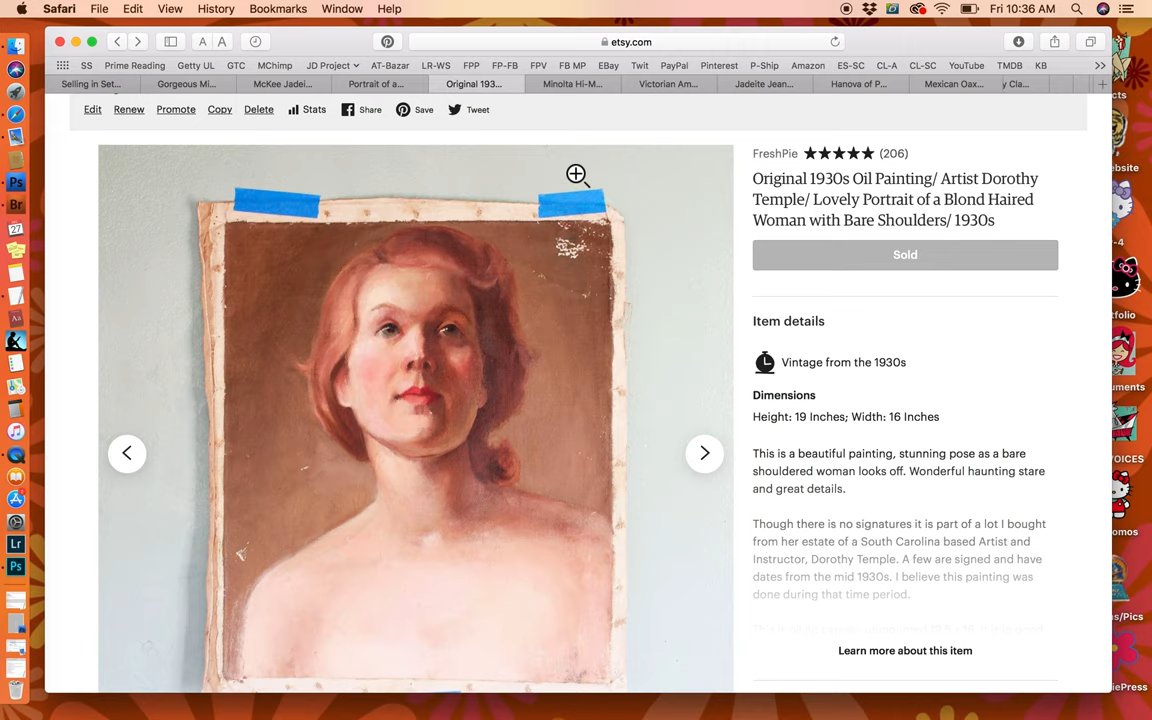 Safari File Edit View History Bookmarks Window Help Fri 10:36 AM
etsy.com
SS Prime Reading Getty UL GTC MChimp JD Project AT-Bazar LR-WS FPP FP-FB FPV FB MP EBay Twit PayPal Pinterest P-Ship Amazon ES-SC CL-A CL-SC YouTube TMDB KB
Selling in Set... Gorgeous Mi... McKee Jadei... Portrait of a... Original 193... Minolta Hi-M... Victorian Am... Jadeite Jean... Hanova of P... Mexican Oax... y Cla...
Edit Renew Promote Copy Delete Stats Share Save Tweet
FreshPie ★★★★★ (206)
Original 1930s Oil Painting/ Artist Dorothy
Temple/ Lovely Portrait of a Blond Haired
Woman with Bare Shoulders/ 1930s
Sold
Item details
Vintage from the 1930s
Dimensions
Height: 19 Inches; Width: 16 Inches
This is a beautiful painting, stunning pose as a bare
shouldered woman looks off. Wonderful haunting stare
and great details.
Though there is no signatures it is part of a lot I bought
from her estate of a South Carolina based Artist and
Instructor, Dorothy Temple. A few are signed and have
dates from the mid 1930s. I believe this painting was
done during that time period.
Learn more about this item
Ps
Br
27
Aa
Lr
Ps
ebsite
-4
tfolio
uments
VOICES
omos
s/Pics
iePress